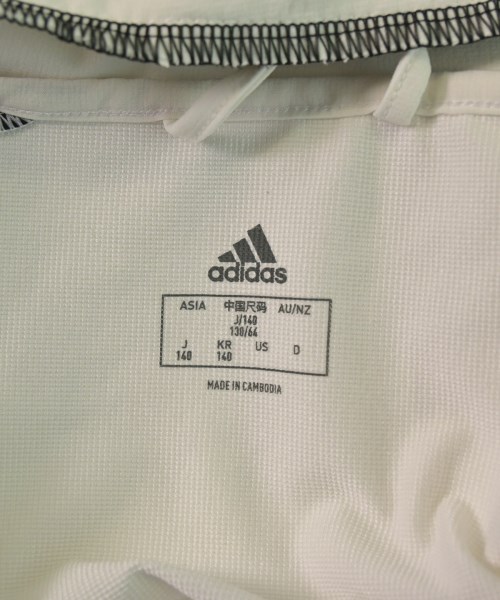 adidas
ASIA 中国尺码 AU/NZ
J/140
130/64
J KR US D
140 140
MADE IN CAMBODIA